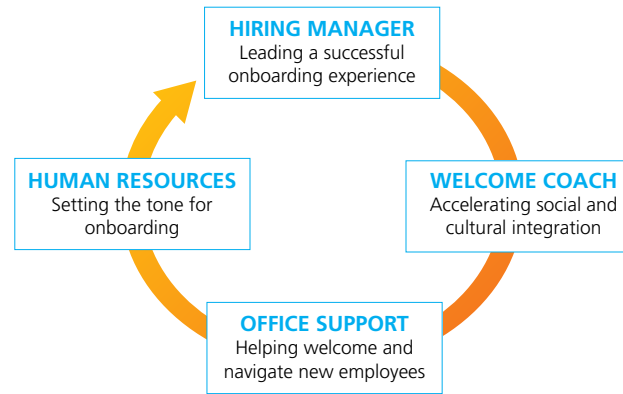 HIRING MANAGER
Leading a successful
onboarding experience
WELCOME COACH
Accelerating social and
cultural integration
OFFICE SUPPORT
Helping welcome and
navigate new employees
HUMAN RESOURCES
Setting the tone for
onboarding